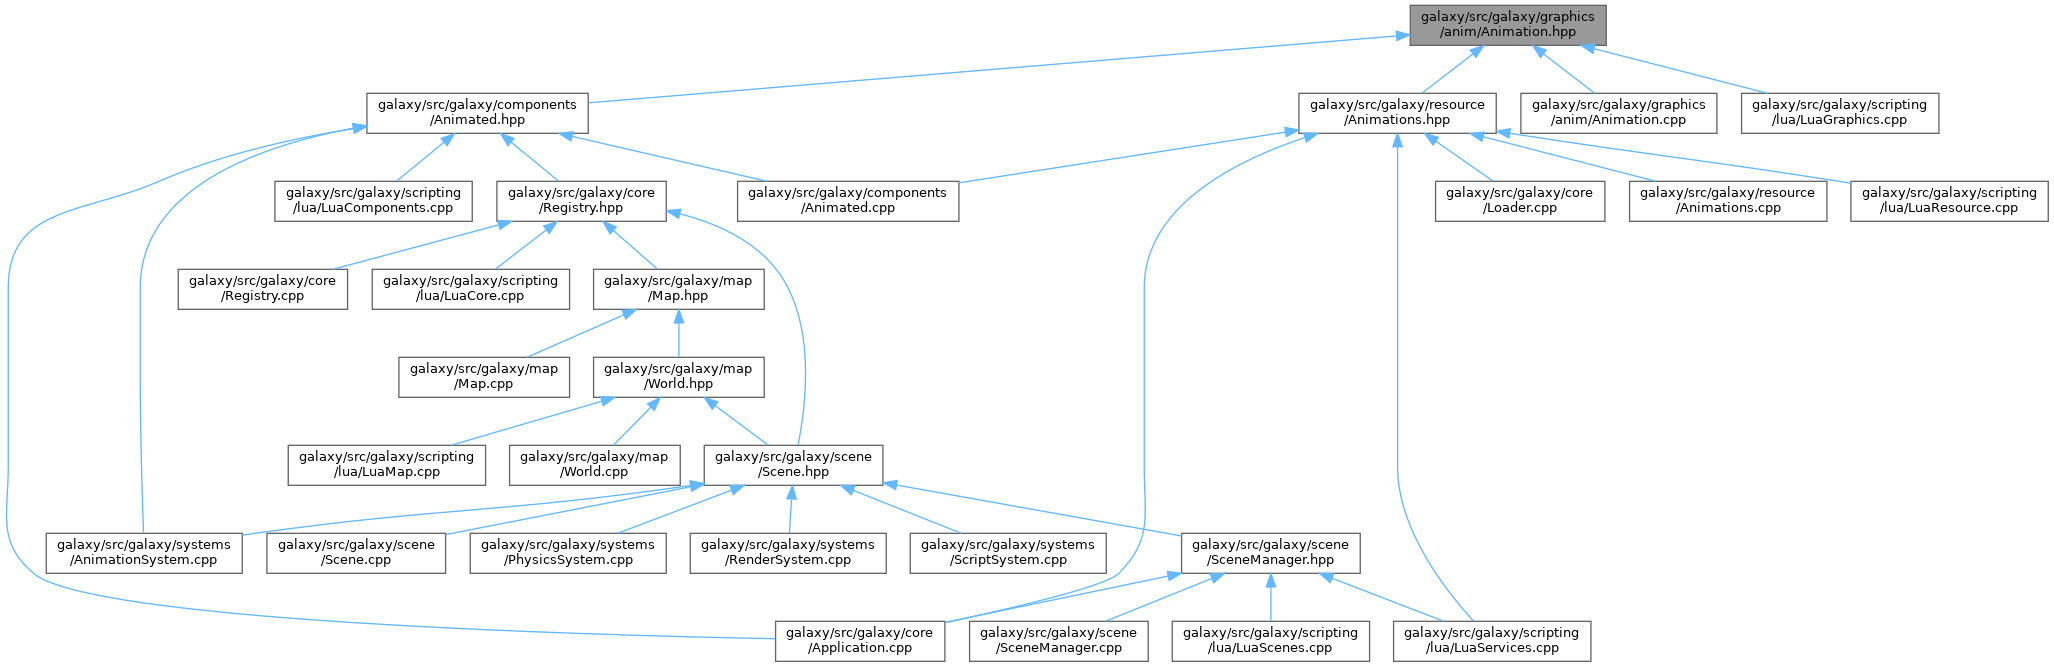 galaxy/src/galaxy/graphics
/anim/Animation.hpp
galaxy/src/galaxy/components
/Animated.hpp
galaxy/src/galaxy/resource
/Animations.hpp
galaxy/src/galaxy/graphics
/anim/Animation.cpp
galaxy/src/galaxy/scripting
/lua/LuaGraphics.cpp
galaxy/src/galaxy/scripting
/lua/LuaComponents.cpp
galaxy/src/galaxy/core
/Registry.hpp
galaxy/src/galaxy/components
/Animated.cpp
galaxy/src/galaxy/core
/Loader.cpp
galaxy/src/galaxy/resource
/Animations.cpp
galaxy/src/galaxy/scripting
/lua/LuaResource.cpp
galaxy/src/galaxy/core
/Registry.cpp
galaxy/src/galaxy/scripting
/lua/LuaCore.cpp
galaxy/src/galaxy/map
/Map.hpp
galaxy/src/galaxy/map
/Map.cpp
galaxy/src/galaxy/map
/World.hpp
galaxy/src/galaxy/scripting
/lua/LuaMap.cpp
galaxy/src/galaxy/map
/World.cpp
galaxy/src/galaxy/scene
/Scene.hpp
galaxy/src/galaxy/systems
/AnimationSystem.cpp
galaxy/src/galaxy/scene
/Scene.cpp
galaxy/src/galaxy/systems
/PhysicsSystem.cpp
galaxy/src/galaxy/systems
/RenderSystem.cpp
galaxy/src/galaxy/systems
/ScriptSystem.cpp
galaxy/src/galaxy/scene
/SceneManager.hpp
galaxy/src/galaxy/core
/Application.cpp
galaxy/src/galaxy/scene
/SceneManager.cpp
galaxy/src/galaxy/scripting
/lua/LuaScenes.cpp
galaxy/src/galaxy/scripting
/lua/LuaServices.cpp